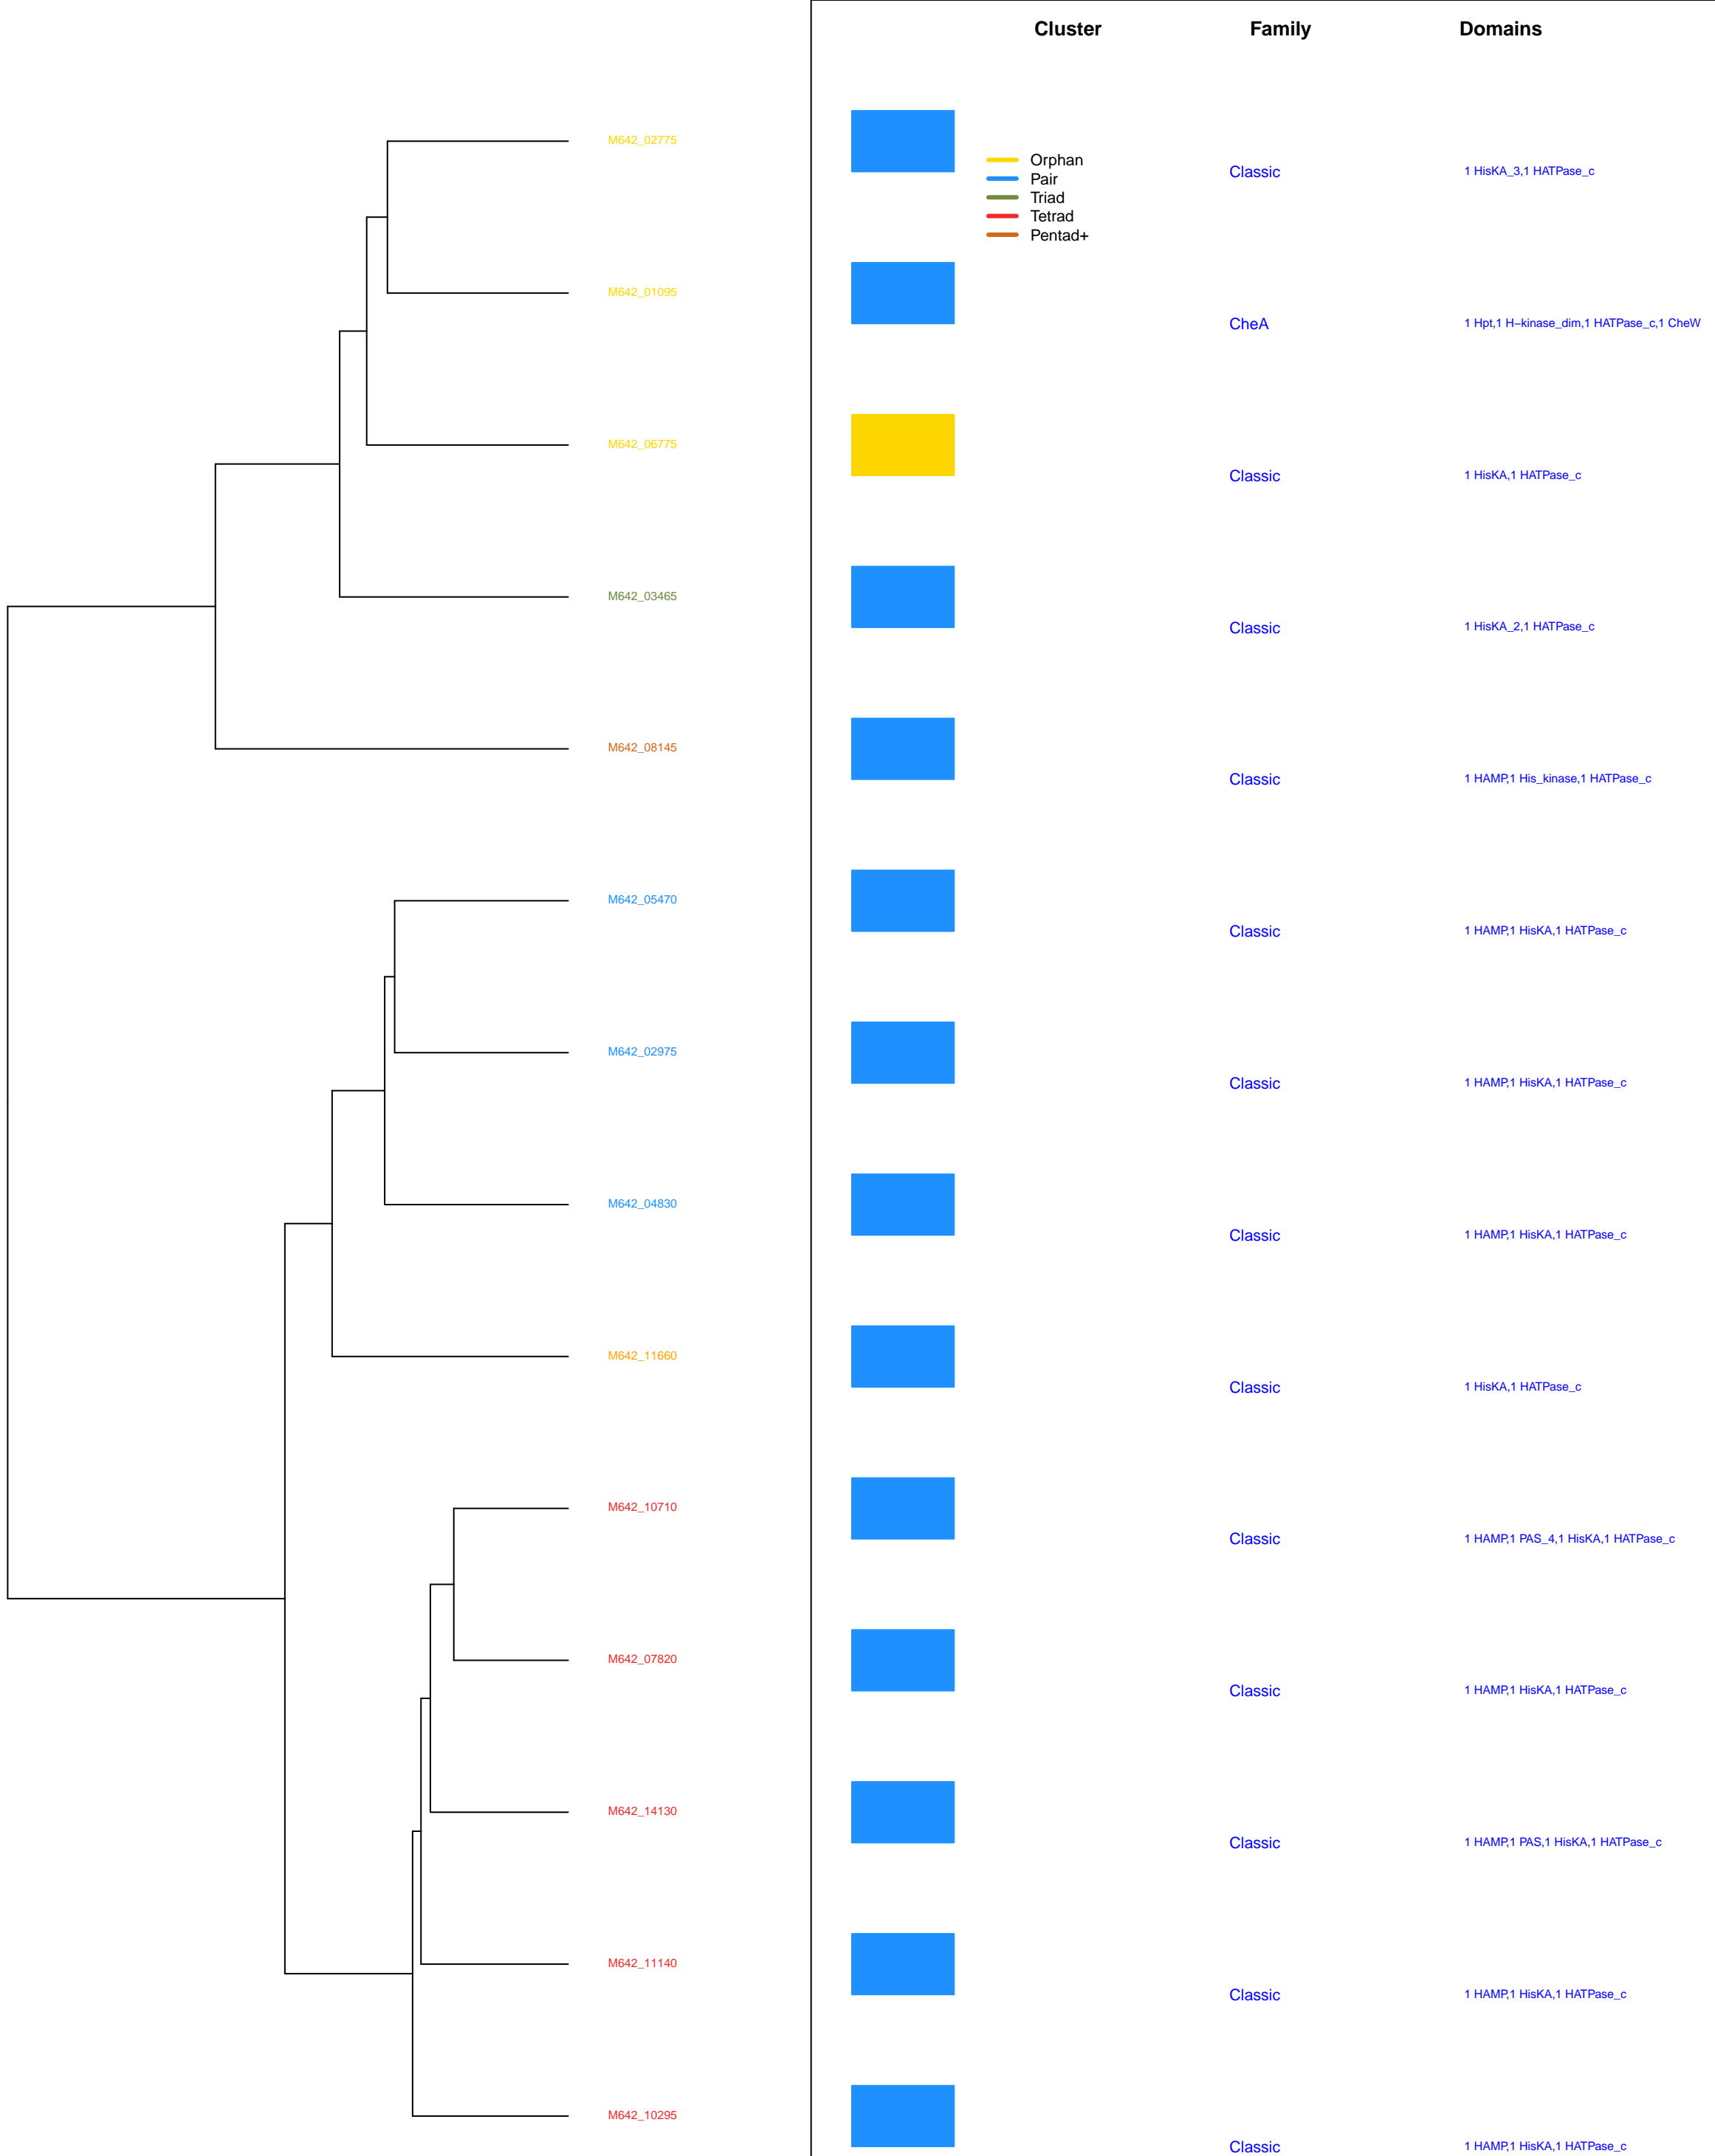 Cluster Family Domains
M642_02775
Orphan
Pair
Triad
Tetrad
Pentad+
Classic 1 HisKA_3,1 HATPase_c
M642_01095
CheA 1 Hpt,1 H−kinase_dim,1 HATPase_c,1 CheW
M642_06775
Classic 1 HisKA,1 HATPase_c
M642_03465
Classic 1 HisKA_2,1 HATPase_c
M642_08145
Classic 1 HAMP,1 His_kinase,1 HATPase_c
M642_05470
Classic 1 HAMP,1 HisKA,1 HATPase_c
M642_02975
Classic 1 HAMP,1 HisKA,1 HATPase_c
M642_04830
Classic 1 HAMP,1 HisKA,1 HATPase_c
M642_11660
Classic 1 HisKA,1 HATPase_c
M642_10710
Classic 1 HAMP,1 PAS_4,1 HisKA,1 HATPase_c
M642_07820
Classic 1 HAMP,1 HisKA,1 HATPase_c
M642_14130
Classic 1 HAMP,1 PAS,1 HisKA,1 HATPase_c
M642_11140
Classic 1 HAMP,1 HisKA,1 HATPase_c
M642_10295
Classic 1 HAMP,1 HisKA,1 HATPase_c